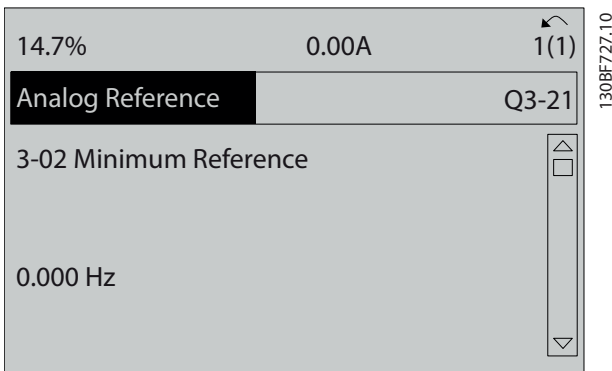 14.7% 0.00A 1(1)
Analog Reference Q3-21
3-02 Minimum Reference
0.000 Hz
130BF727.10